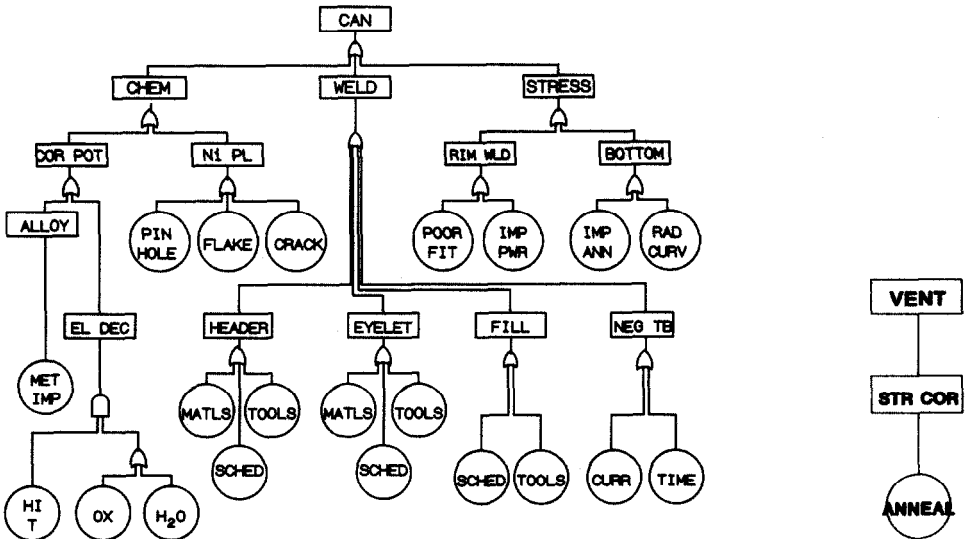 CAN
CHEM
WELD
STRESS
COR POT
Ni PL
RIM WLD
BOTTOM
ALLOY
PIN
HOLE
FLAKE
CRACK
POOR
FIT
IMP
PWR
IMP
ANN
RAD
CURV
VENT
EL DEC
HEADER
EYELET
FILL
NEG TB
MET
IMP
STR COR
MATLS
TOOLS
MATLS
TOOLS
SCHED
SCHED
SCHED
TOOLS
CURR
TIME
HI
T
OX
H₂O
ANNEAL